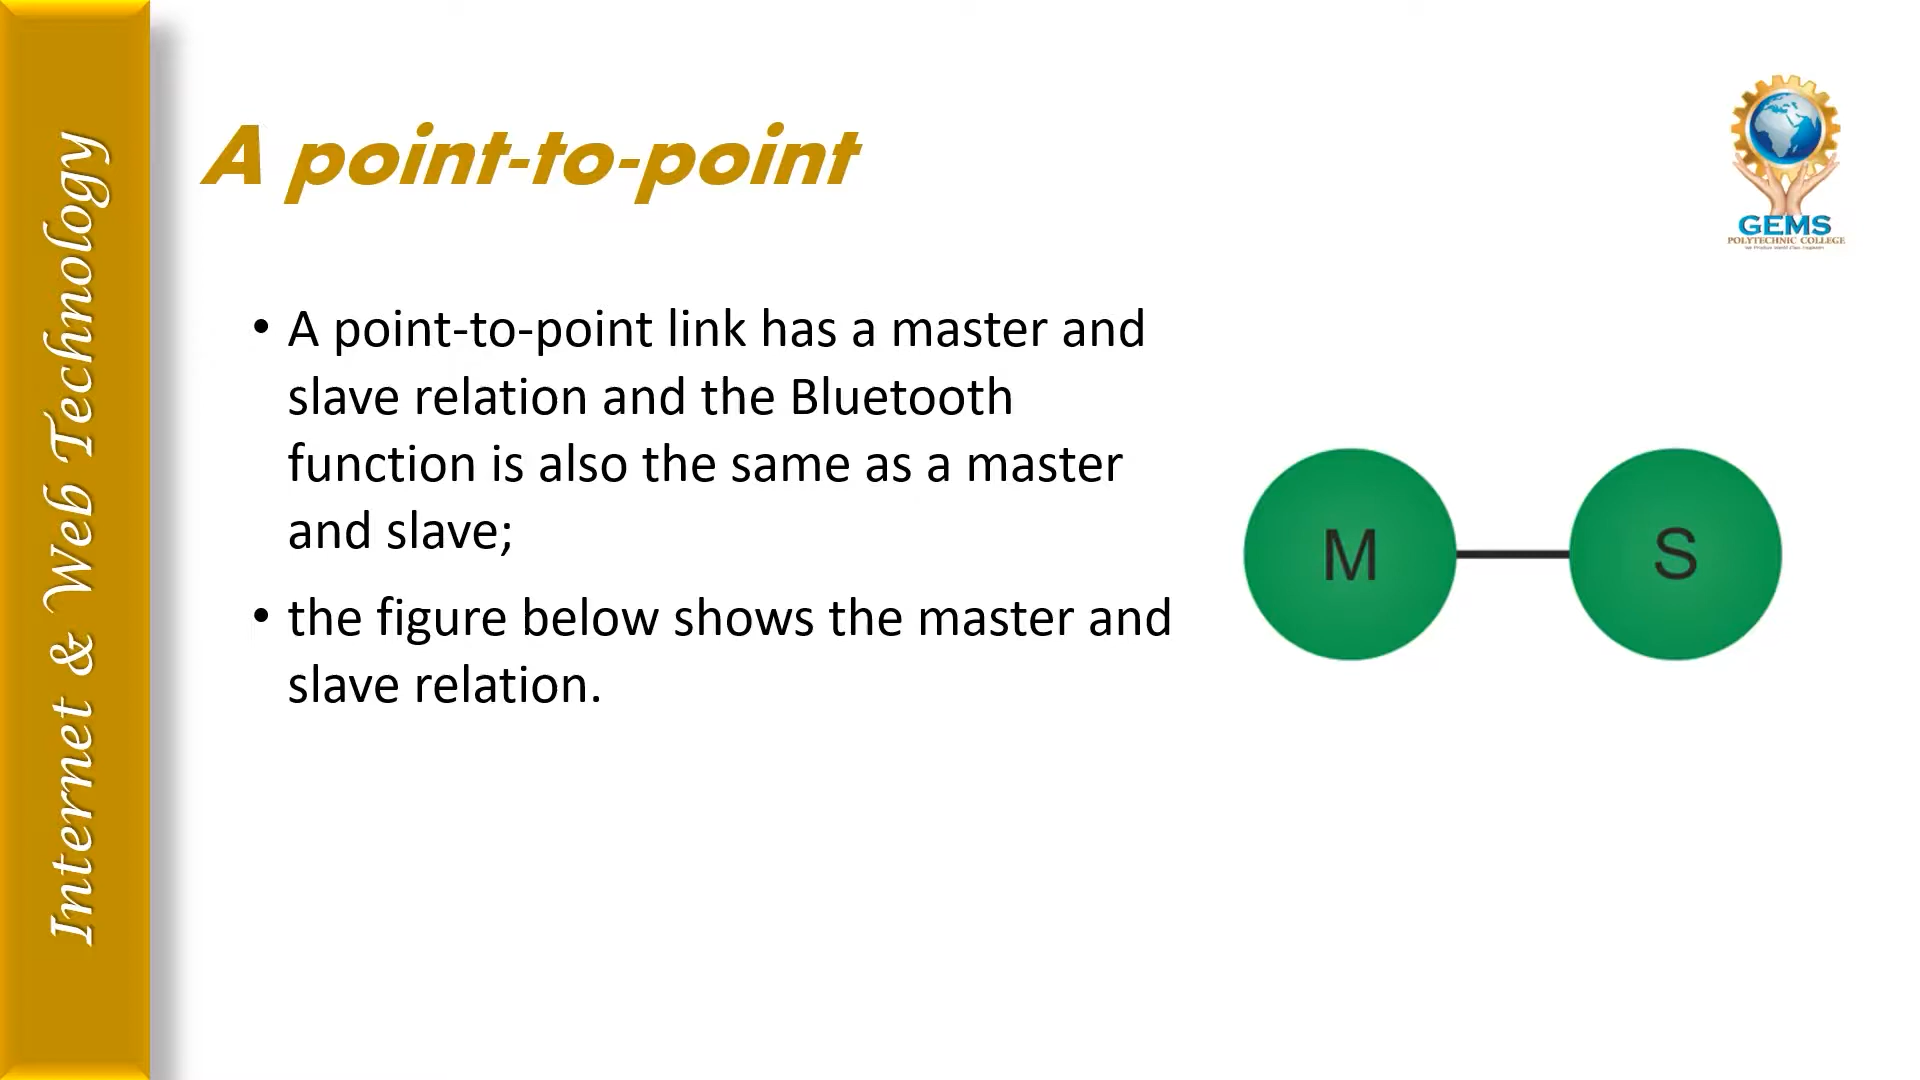 Internet & Web Technology
A point-to-point
GEMS
POLYTECHNIC COLLEGE
• A point-to-point link has a master and
slave relation and the Bluetooth
function is also the same as a master
and slave;
• the figure below shows the master and
slave relation.
M
S